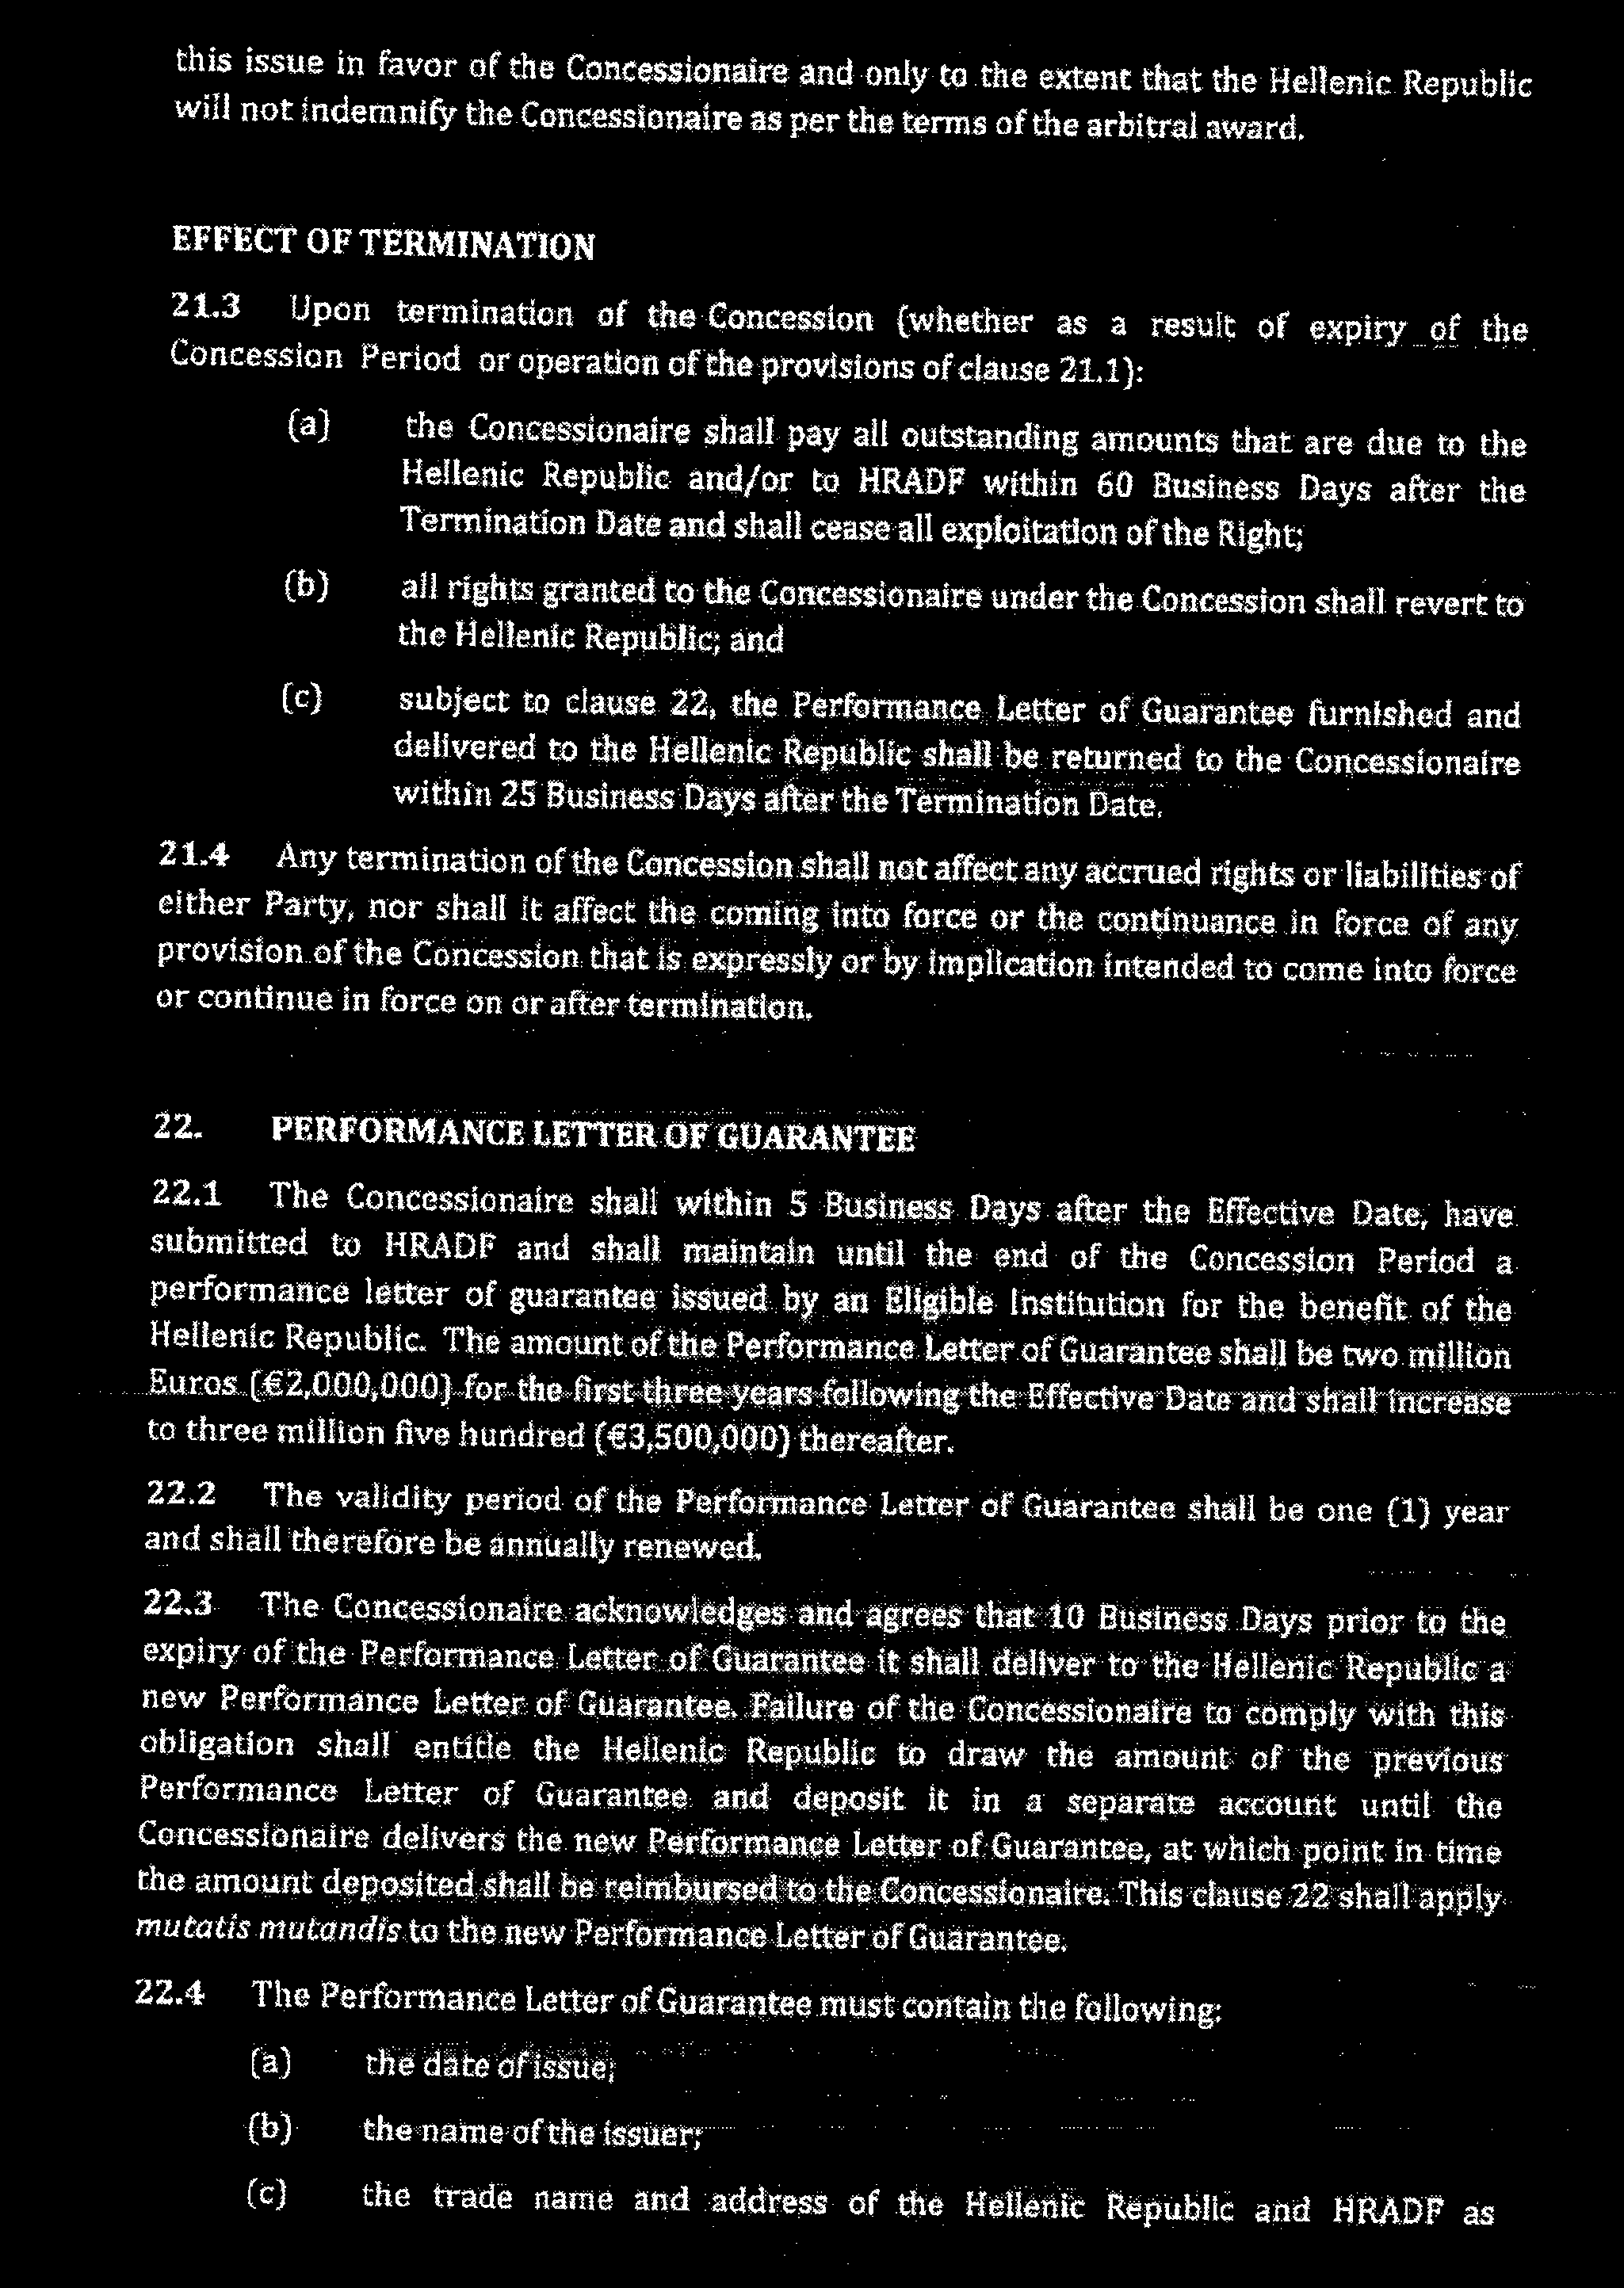 this issue in favor of the Concessionaire and only to the extent that the Hellenic Republic
will not indemnify the Concessionaire as per the terms of the arbitral award.
EFFECT OF TERMINATION
21.3 Upon termination of the Concession (whether as a result of expiry of the
Concession Period or operation of the provisions of clause 21.1):
(a) the Concessionaire shall pay all outstanding amounts that are due to the
Hellenic Republic and/or to HRADF within 60 Business Days after the
Termination Date and shall cease all exploitation of the Right;
(b) all rights granted to the Concessionaire under the Concession shall revert to
the Hellenic Republic; and
(c) subject to clause 22, the Performance Letter of Guarantee furnished and
delivered to the Hellenic Republic shall be returned to the Concessionaire
within 25 Business Days after the Termination Date.
21.4 Any termination of the Concession shall not affect any accrued rights or liabilities of
either Party, nor shall it affect the coming into force or the continuance in force of any
provision of the Concession that is expressly or by implication intended to come into force
or continue in force on or after termination.
22. PERFORMANCE LETTER OF GUARANTEE
22.1 The Concessionaire shall within 5 Business Days after the Effective Date, have
submitted to HRADF and shall maintain until the end of the Concession Period a
performance letter of guarantee issued by an Eligible Institution for the benefit of the
Hellenic Republic. The amount of the Performance Letter of Guarantee shall be two million
Euros (€2,000,000) for the first three years following the Effective Date and shall increase
to three million five hundred (€3,500,000) thereafter.
22.2 The validity period of the Performance Letter of Guarantee shall be one (1) year
and shall therefore be annually renewed.
22.3 The Concessionaire acknowledges and agrees that 10 Business Days prior to the
expiry of the Performance Letter of Guarantee it shall deliver to the Hellenic Republic a
new Performance Letter of Guarantee. Failure of the Concessionaire to comply with this
obligation shall entitle the Hellenic Republic to draw the amount of the previous
Performance Letter of Guarantee and deposit it in a separate account until the
Concessionaire delivers the new Performance Letter of Guarantee, at which point in time
the amount deposited shall be reimbursed to the Concessionaire. This clause 22 shall apply
mutatis mutandis to the new Performance Letter of Guarantee.
22.4 The Performance Letter of Guarantee must contain the following:
(a) the date of issue;
(b) the name of the issuer;
(c) the trade name and address of the Hellenic Republic and HRADF as